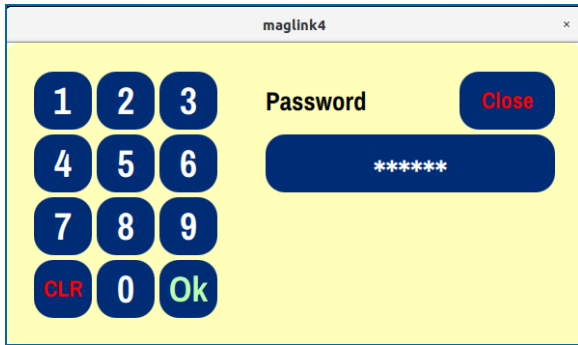 maglink4 ×
1 2 3 Password Close
4 5 6 ******
7 8 9
CLR 0 Ok